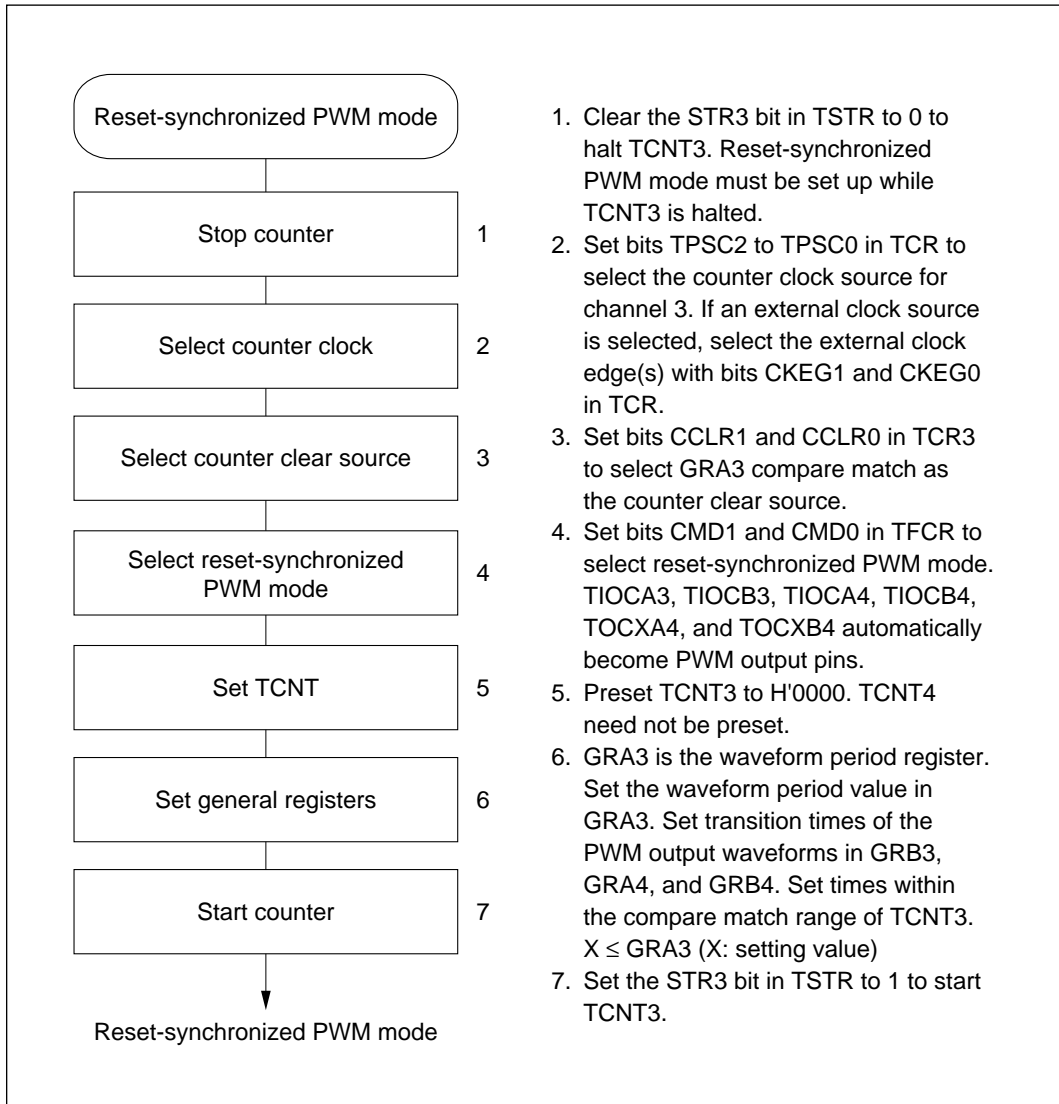 Reset-synchronized PWM mode
Stop counter
1
Select counter clock
2
Select counter clear source
3
Select reset-synchronized
PWM mode
4
Set TCNT
5
Set general registers
6
Start counter
7
Reset-synchronized PWM mode
1. Clear the STR3 bit in TSTR to 0 to
halt TCNT3. Reset-synchronized
PWM mode must be set up while
TCNT3 is halted.
2. Set bits TPSC2 to TPSC0 in TCR to
select the counter clock source for
channel 3. If an external clock source
is selected, select the external clock
edge(s) with bits CKEG1 and CKEG0
in TCR.
3. Set bits CCLR1 and CCLR0 in TCR3
to select GRA3 compare match as
the counter clear source.
4. Set bits CMD1 and CMD0 in TFCR to
select reset-synchronized PWM mode.
TIOCA3, TIOCB3, TIOCA4, TIOCB4,
TOCXA4, and TOCXB4 automatically
become PWM output pins.
5. Preset TCNT3 to H'0000. TCNT4
need not be preset.
6. GRA3 is the waveform period register.
Set the waveform period value in
GRA3. Set transition times of the
PWM output waveforms in GRB3,
GRA4, and GRB4. Set times within
the compare match range of TCNT3.
X ≤ GRA3 (X: setting value)
7. Set the STR3 bit in TSTR to 1 to start
TCNT3.